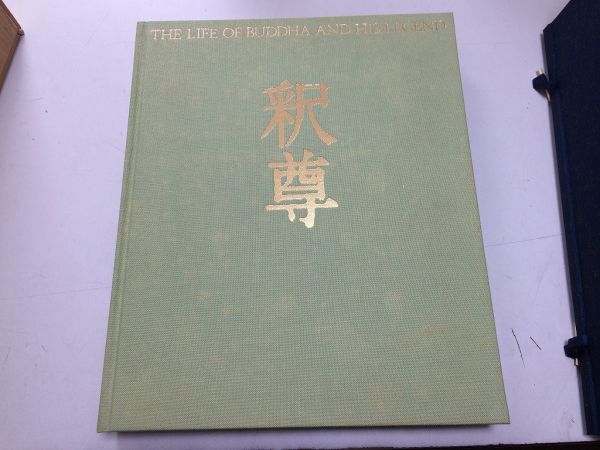 THE LIFE OF BUDDHA AND HIS LEGEND
釈尊